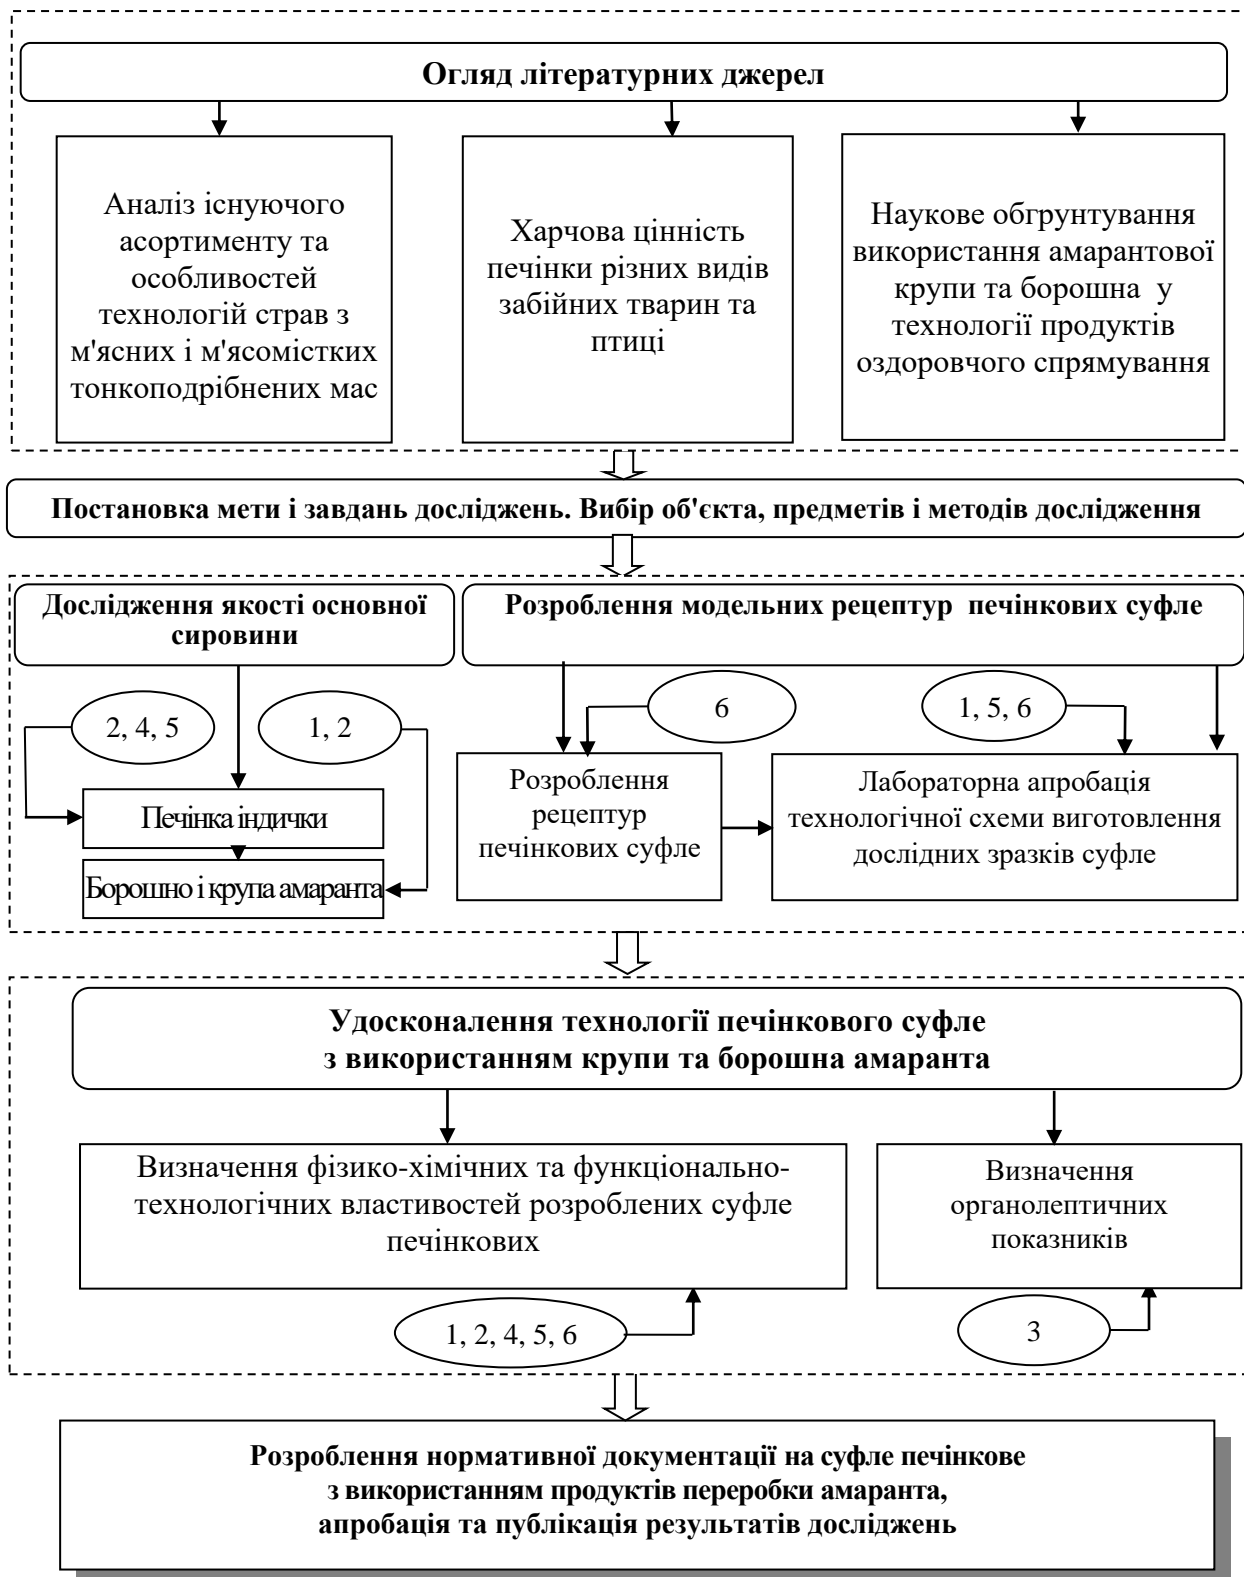 Огляд літературних джерел
Аналіз існуючого
асортименту та
особливостей
технологій страв з
м'ясних і м'ясомістких
тонкоподрібнених мас
Харчова цінність
печінки різних видів
забійних тварин та
птиці
Наукове обгрунтування
використання амарантової
крупи та борошна у
технології продуктів
оздоровчого спрямування
Постановка мети і завдань досліджень. Вибір об'єкта, предметів і методів дослідження
Дослідження якості основної
сировини
2, 4, 5
1, 2
Печінка індички
Борошно і крупа амаранта
Розроблення модельних рецептур печінкових суфле
6
1, 5, 6
Розроблення
рецептур
печінкових суфле
Лабораторна апробація
технологічної схеми виготовлення
дослідних зразків суфле
Удосконалення технології печінкового суфле
з використанням крупи та борошна амаранта
Визначення фізико-хімічних та функціонально-
технологічних властивостей розроблених суфле
печінкових
Визначення
органолептичних
показників
1, 2, 4, 5, 6
3
Розроблення нормативної документації на суфле печінкове
з використанням продуктів переробки амаранта,
апробація та публікація результатів досліджень